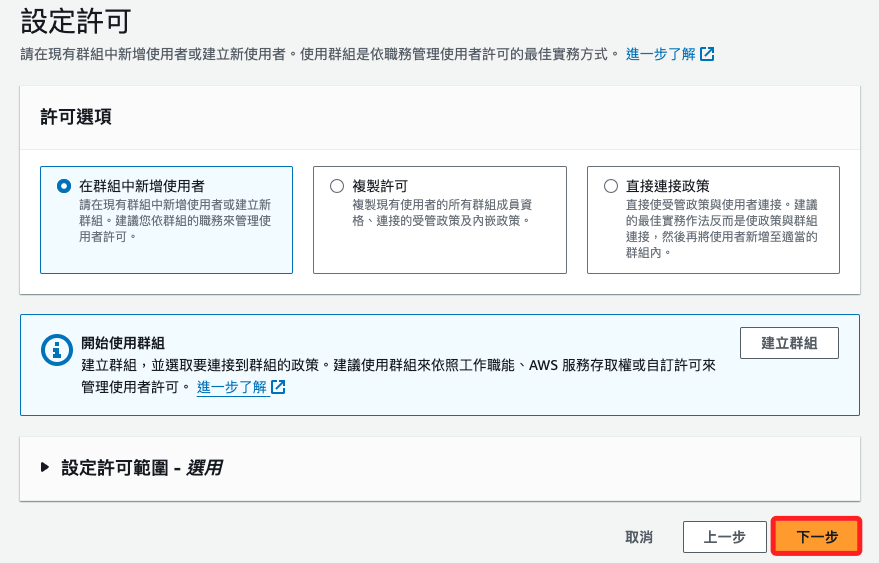 設定許可
請在現有群組中新增使用者或建立新使用者。使用群組是依職務管理使用者許可的最佳實務方式。 進一步了解
許可選項
在群組中新增使用者
請在現有群組中新增使用者或建立新
群組。建議您依群組的職務來管理使
用者許可。
複製許可
複製現有使用者的所有群組成員資
格、連接的受管政策及內嵌政策。
直接連接政策
直接使受管政策與使用者連接。建議
的最佳實務作法反而是使政策與群組
連接，然後再將使用者新增至適當的
群組內。
開始使用群組
建立群組，並選取要連接到群組的政策。建議使用群組來依照工作職能、AWS 服務存取權或自訂許可來
管理使用者許可。 進一步了解
建立群組
設定許可範圍 - 選用
取消
上一步
下一步